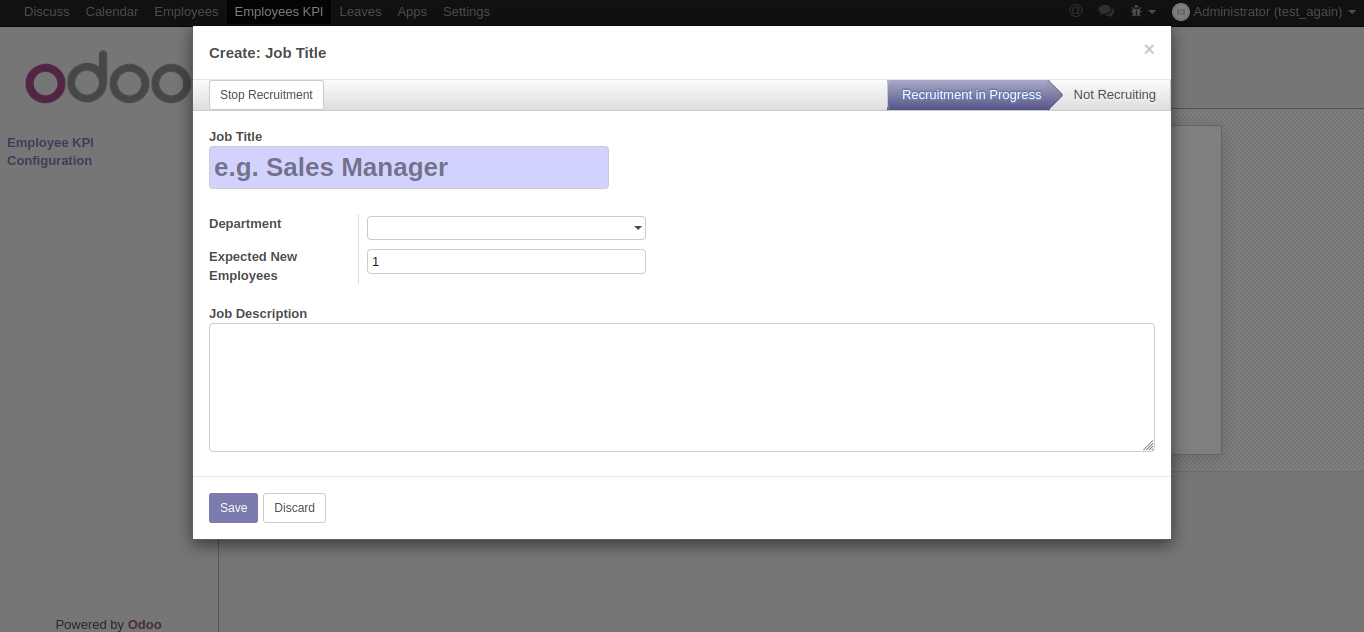 Discuss Calendar Employees Employees KPI Leaves Apps Settings @ Administrator (test_again)
odoo
Employee KPI
Configuration
Create: Job Title ×
Stop Recruitment Recruitment in Progress Not Recruiting
Job Title
e.g. Sales Manager
Department
Expected New
Employees
1
Job Description
Save Discard
Powered by Odoo